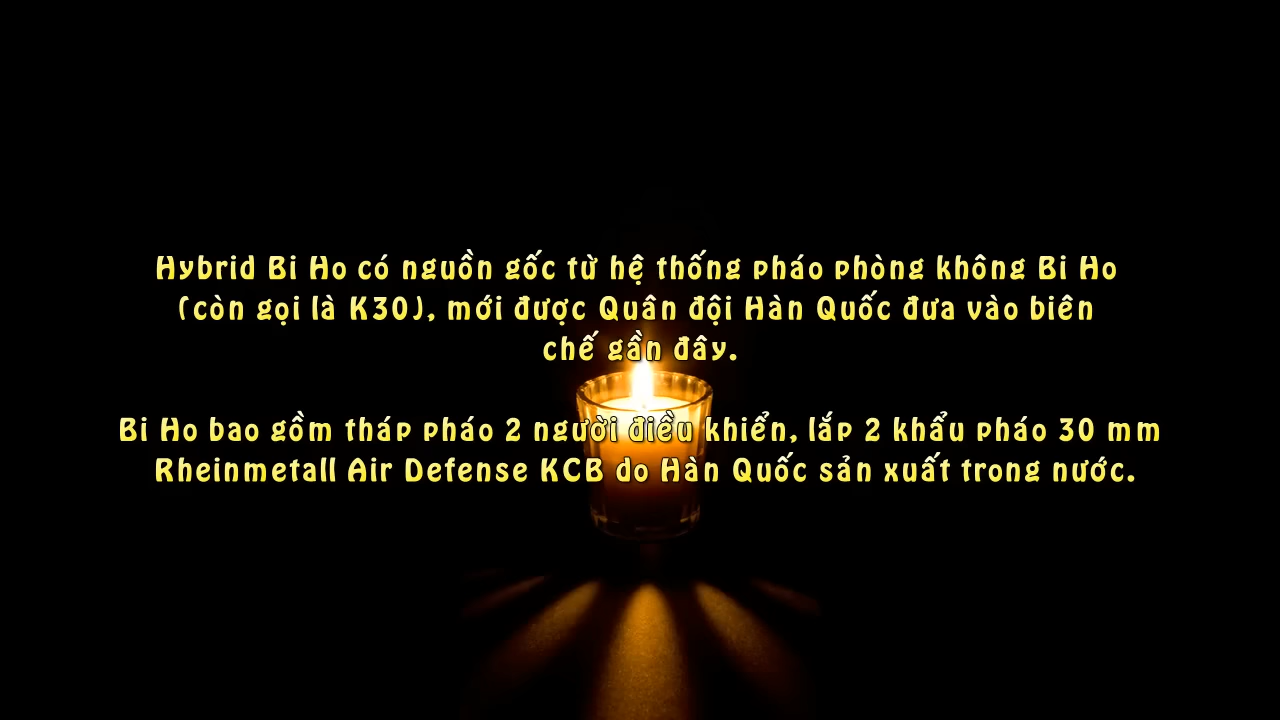 Hybrid Bi Ho có nguồn gốc từ hệ thống pháo phòng không Bi Ho
(còn gọi là K30), mới được Quân đội Hàn Quốc đưa vào biên
chế gần đây.
Bi Ho bao gồm tháp pháo 2 người điều khiển, lắp 2 khẩu pháo 30 mm
Rheinmetall Air Defense KCB do Hàn Quốc sản xuất trong nước.